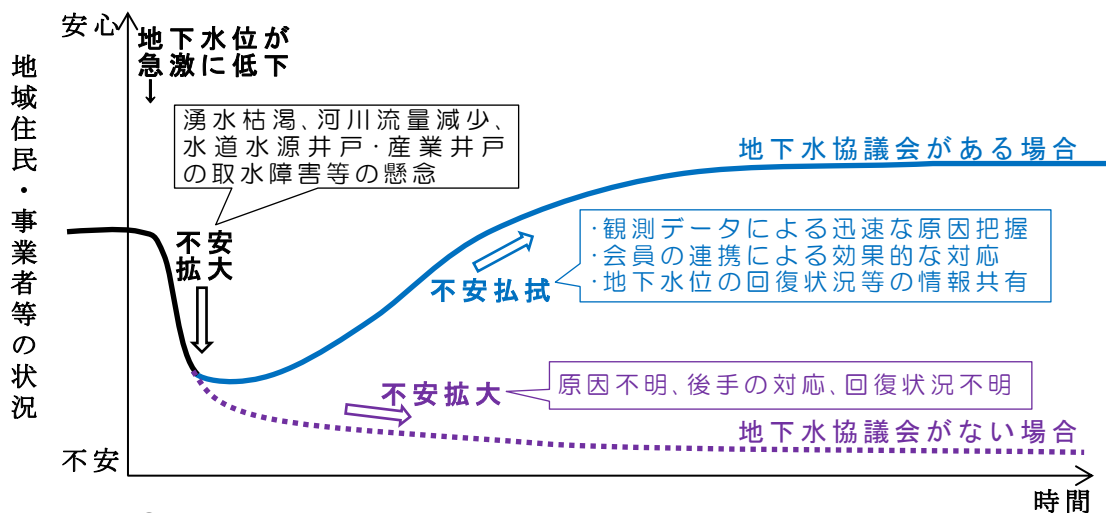 安心
地域住民・事業者等の状況
地下水位が
急激に低下
↓
湧水枯渇、河川流量減少、
水道水源井戸・産業井戸
の取水障害等の懸念
不安
拡大
地下水協議会がある場合
・観測データによる迅速な原因把握
・会員の連携による効果的な対応
・地下水位の回復状況等の情報共有
不安払拭
不安拡大
原因不明、後手の対応、回復状況不明
地下水協議会がない場合
不安
時間